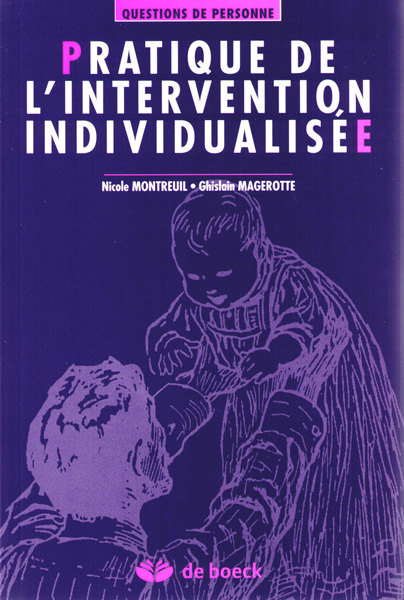 QUESTIONS DE PERSONNE
PRATIQUE DE
L'INTERVENTION
INDIVIDUALISÉE
Nicole MONTREUIL • Ghislain MAGEROTTE
de boeck